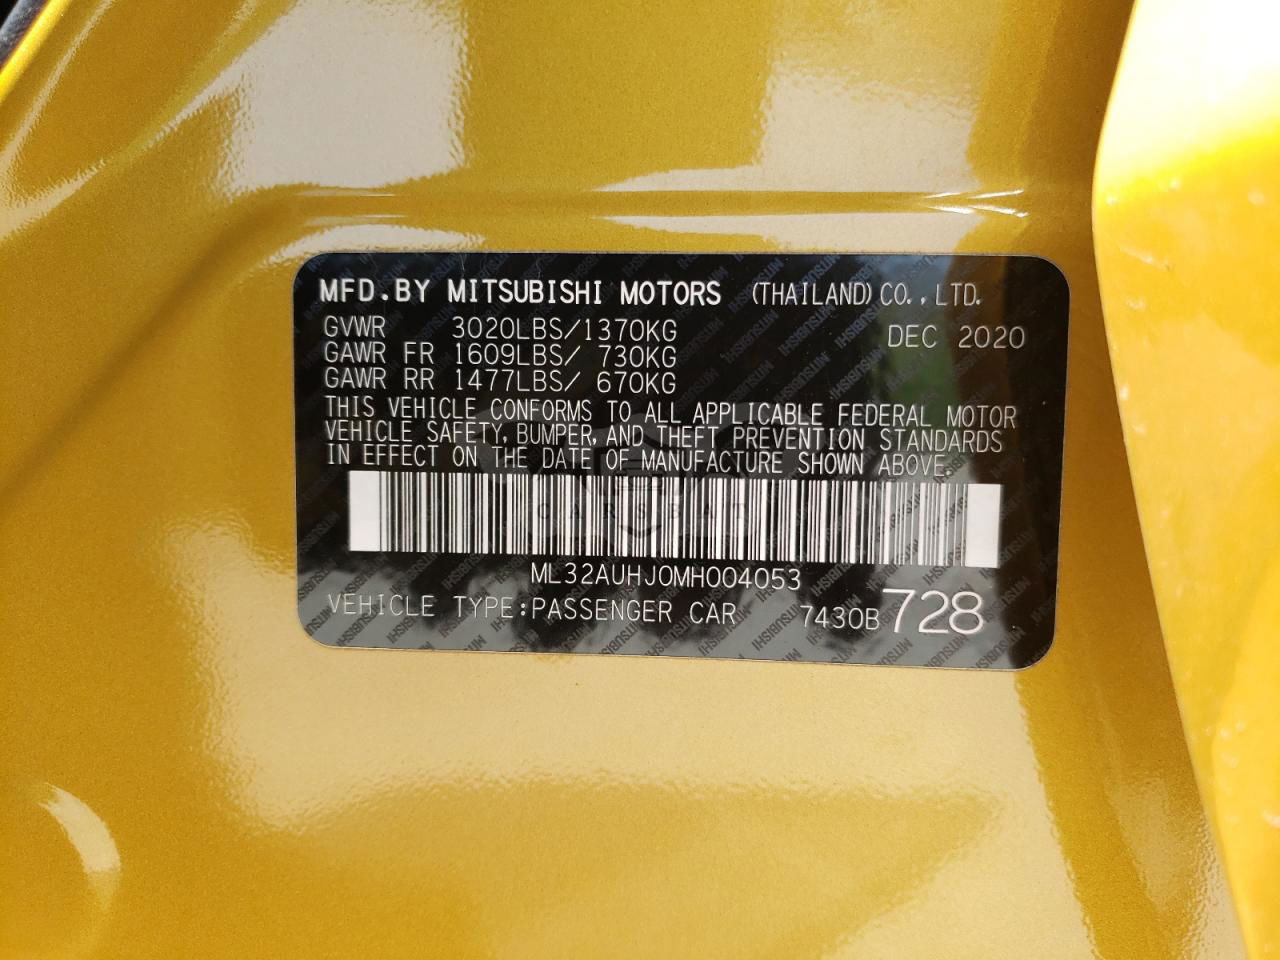 MFD.BY MITSUBISHI MOTORS (THAILAND) CO., LTD.
GVWR 3020LBS/1370KG DEC 2020
GAWR FR 1609LBS/ 730KG
GAWR RR 1477LBS/ 670KG
THIS VEHICLE CONFORMS TO ALL APPLICABLE FEDERAL MOTOR
VEHICLE SAFETY, BUMPER, AND THEFT PREVENTION STANDARDS
IN EFFECT ON THE DATE OF MANUFACTURE SHOWN ABOVE.
ML32AUHJ0MH004053
VEHICLE TYPE:PASSENGER CAR 7430B 728